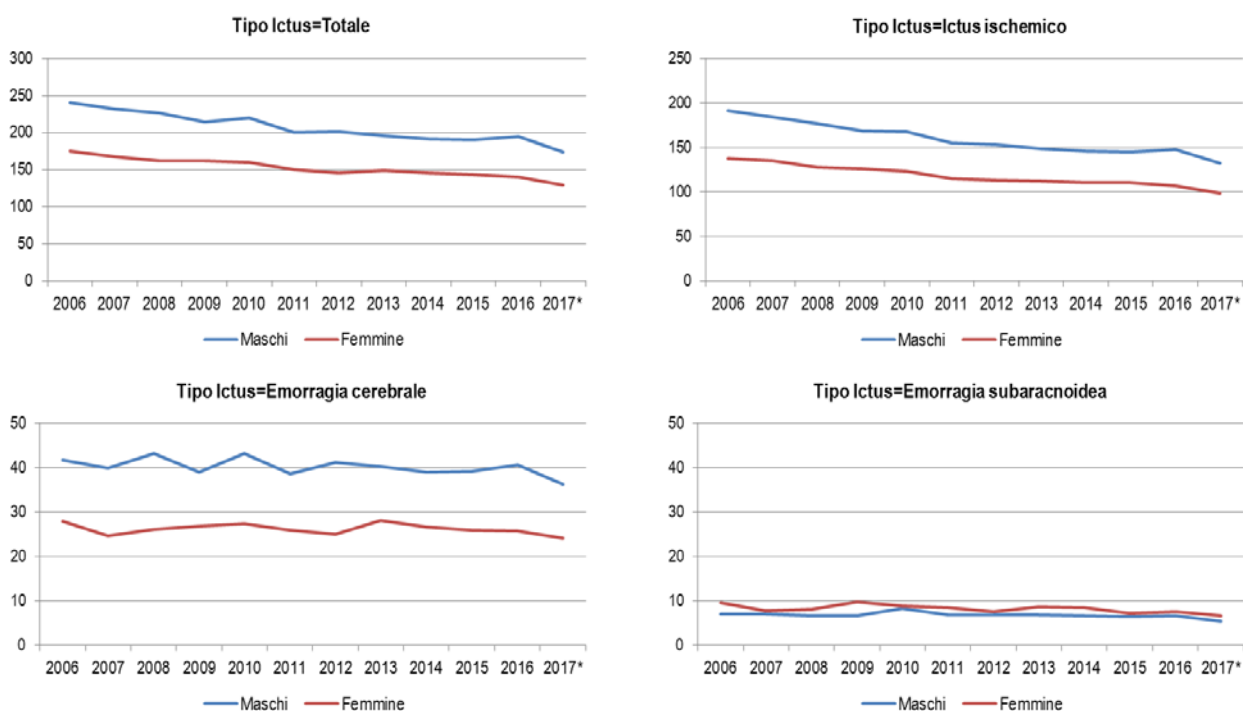 Tipo Ictus=Totale
300
250
200
150
100
50
0
2006 2007 2008 2009 2010 2011 2012 2013 2014 2015 2016 2017*
Maschi Femmine
Tipo Ictus=Ictus ischemico
250
200
150
100
50
0
2006 2007 2008 2009 2010 2011 2012 2013 2014 2015 2016 2017*
Maschi Femmine
Tipo Ictus=Emorragia cerebrale
50
40
30
20
10
0
2006 2007 2008 2009 2010 2011 2012 2013 2014 2015 2016 2017*
Maschi Femmine
Tipo Ictus=Emorragia subaracnoidea
50
40
30
20
10
0
2006 2007 2008 2009 2010 2011 2012 2013 2014 2015 2016 2017*
Maschi Femmine